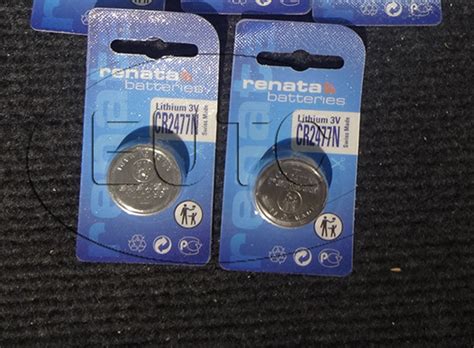 renata
batteries
Lithium 3V
CR2477N
Swiss Made
renata
batteries
Lithium 3V
CR2477N
Swiss Made